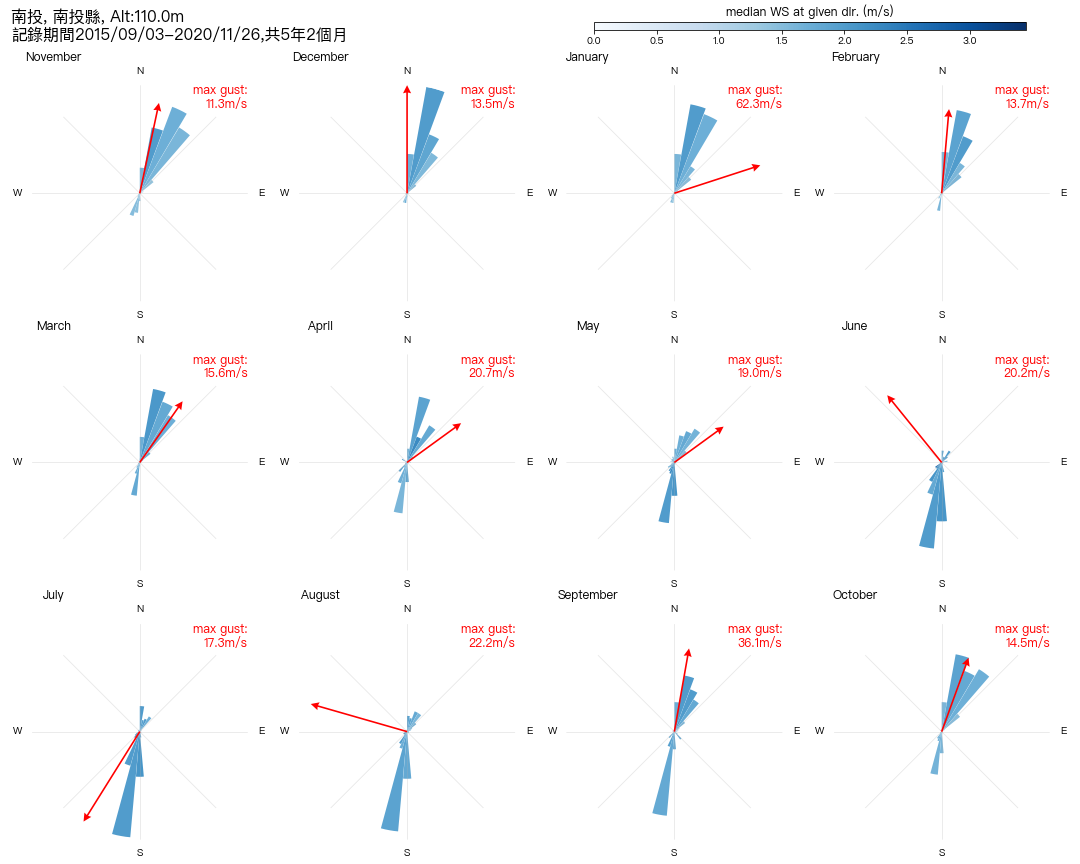 南投, 南投縣, Alt:110.0m
記錄期間2015/09/03-2020/11/26,共5年2個月
median WS at given dir. (m/s)
0.0 0.5 1.0 1.5 2.0 2.5 3.0
November
N
max gust:
11.3m/s
W E
S
December
N
max gust:
13.5m/s
W E
S
January
N
max gust:
62.3m/s
W E
S
February
N
max gust:
13.7m/s
W E
S
March
N
max gust:
15.6m/s
W E
S
April
N
max gust:
20.7m/s
W E
S
May
N
max gust:
19.0m/s
W E
S
June
N
max gust:
20.2m/s
W E
S
July
N
max gust:
17.3m/s
W E
S
August
N
max gust:
22.2m/s
W E
S
September
N
max gust:
36.1m/s
W E
S
October
N
max gust:
14.5m/s
W E
S